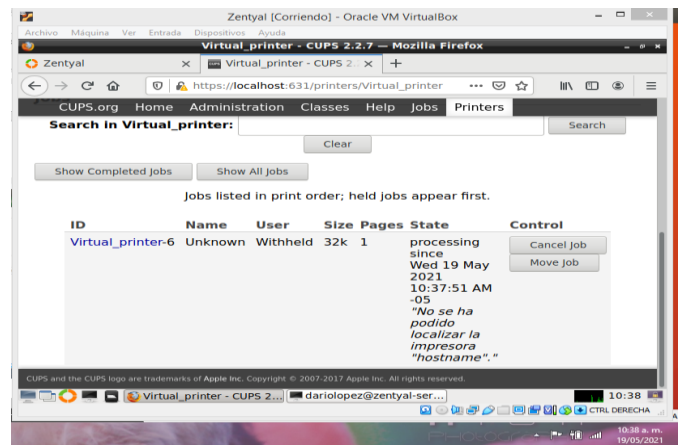 Zentyal [Corriendo] - Oracle VM VirtualBox
Archivo Máquina Ver Entrada Dispositivos Ayuda
Virtual_printer - CUPS 2.2.7 — Mozilla Firefox
Zentyal
Virtual_printer - CUPS 2.
https://localhost:631/printers/Virtual_printer
CUPS.org Home Administration Classes Help Jobs Printers
Search in Virtual_printer: Search
Clear
Show Completed Jobs Show All Jobs
Jobs listed in print order; held jobs appear first.
ID Name User Size Pages State Control
Virtual_printer-6 Unknown Withheld 32k 1 processing Cancel Job
since
Wed 19 May Move Job
2021
10:37:51 AM
-05
"No se ha
podido
localizar la
impresora
"hostname"."
CUPS and the CUPS logo are trademarks of Apple Inc. Copyright © 2007-2017 Apple Inc. All rights reserved.
Virtual_printer - CUPS 2... dariolopez@zentyal-ser... 10:38
CTRL DERECHA
10:38 a. m.
19/05/2021